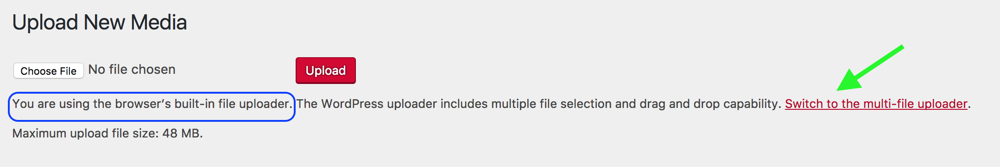 Upload New Media
Choose File No file chosen Upload
You are using the browser’s built-in file uploader. The WordPress uploader includes multiple file selection and drag and drop capability. Switch to the multi-file uploader.
Maximum upload file size: 48 MB.